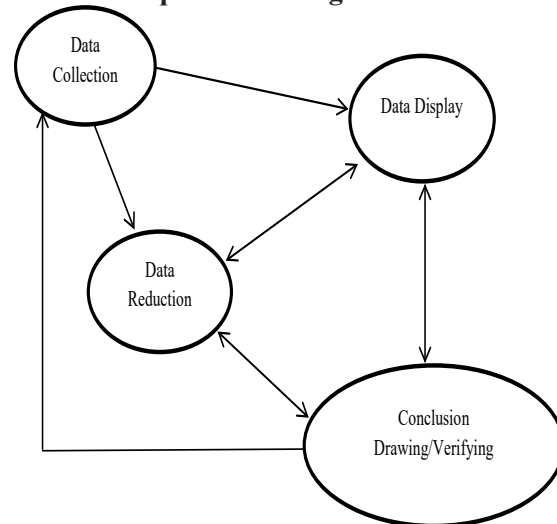 Data
Collection
Data Display
Data
Reduction
Conclusion
Drawing/Verifying